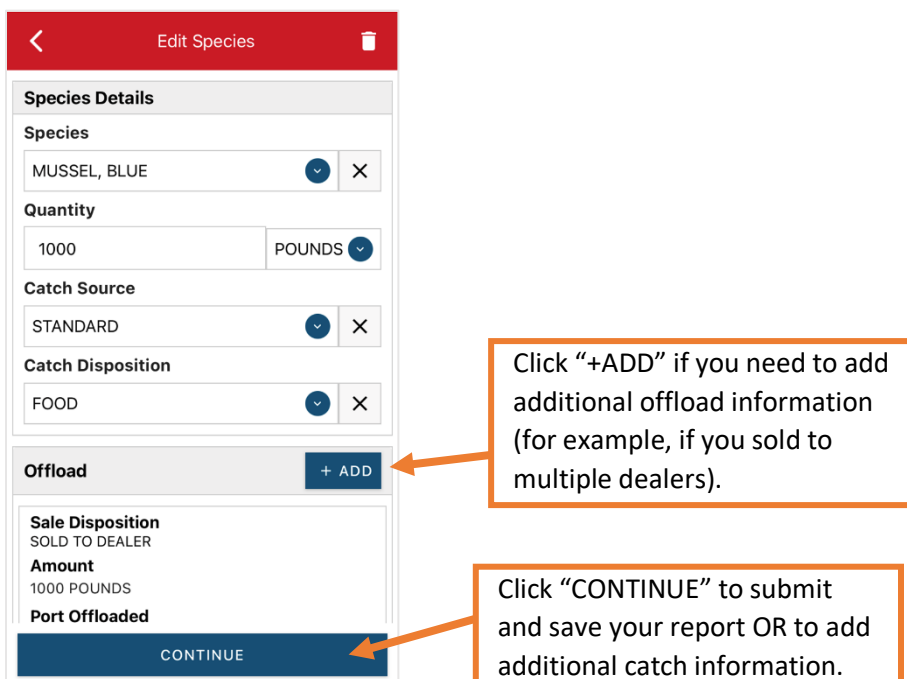 Edit Species
Species Details
Species
MUSSEL, BLUE
Quantity
1000
POUNDS
Catch Source
STANDARD
Catch Disposition
FOOD
Offload
+ ADD
Sale Disposition
SOLD TO DEALER
Amount
1000 POUNDS
Port Offloaded
CONTINUE
Click “+ADD” if you need to add
additional offload information
(for example, if you sold to
multiple dealers).
Click “CONTINUE” to submit
and save your report OR to add
additional catch information.